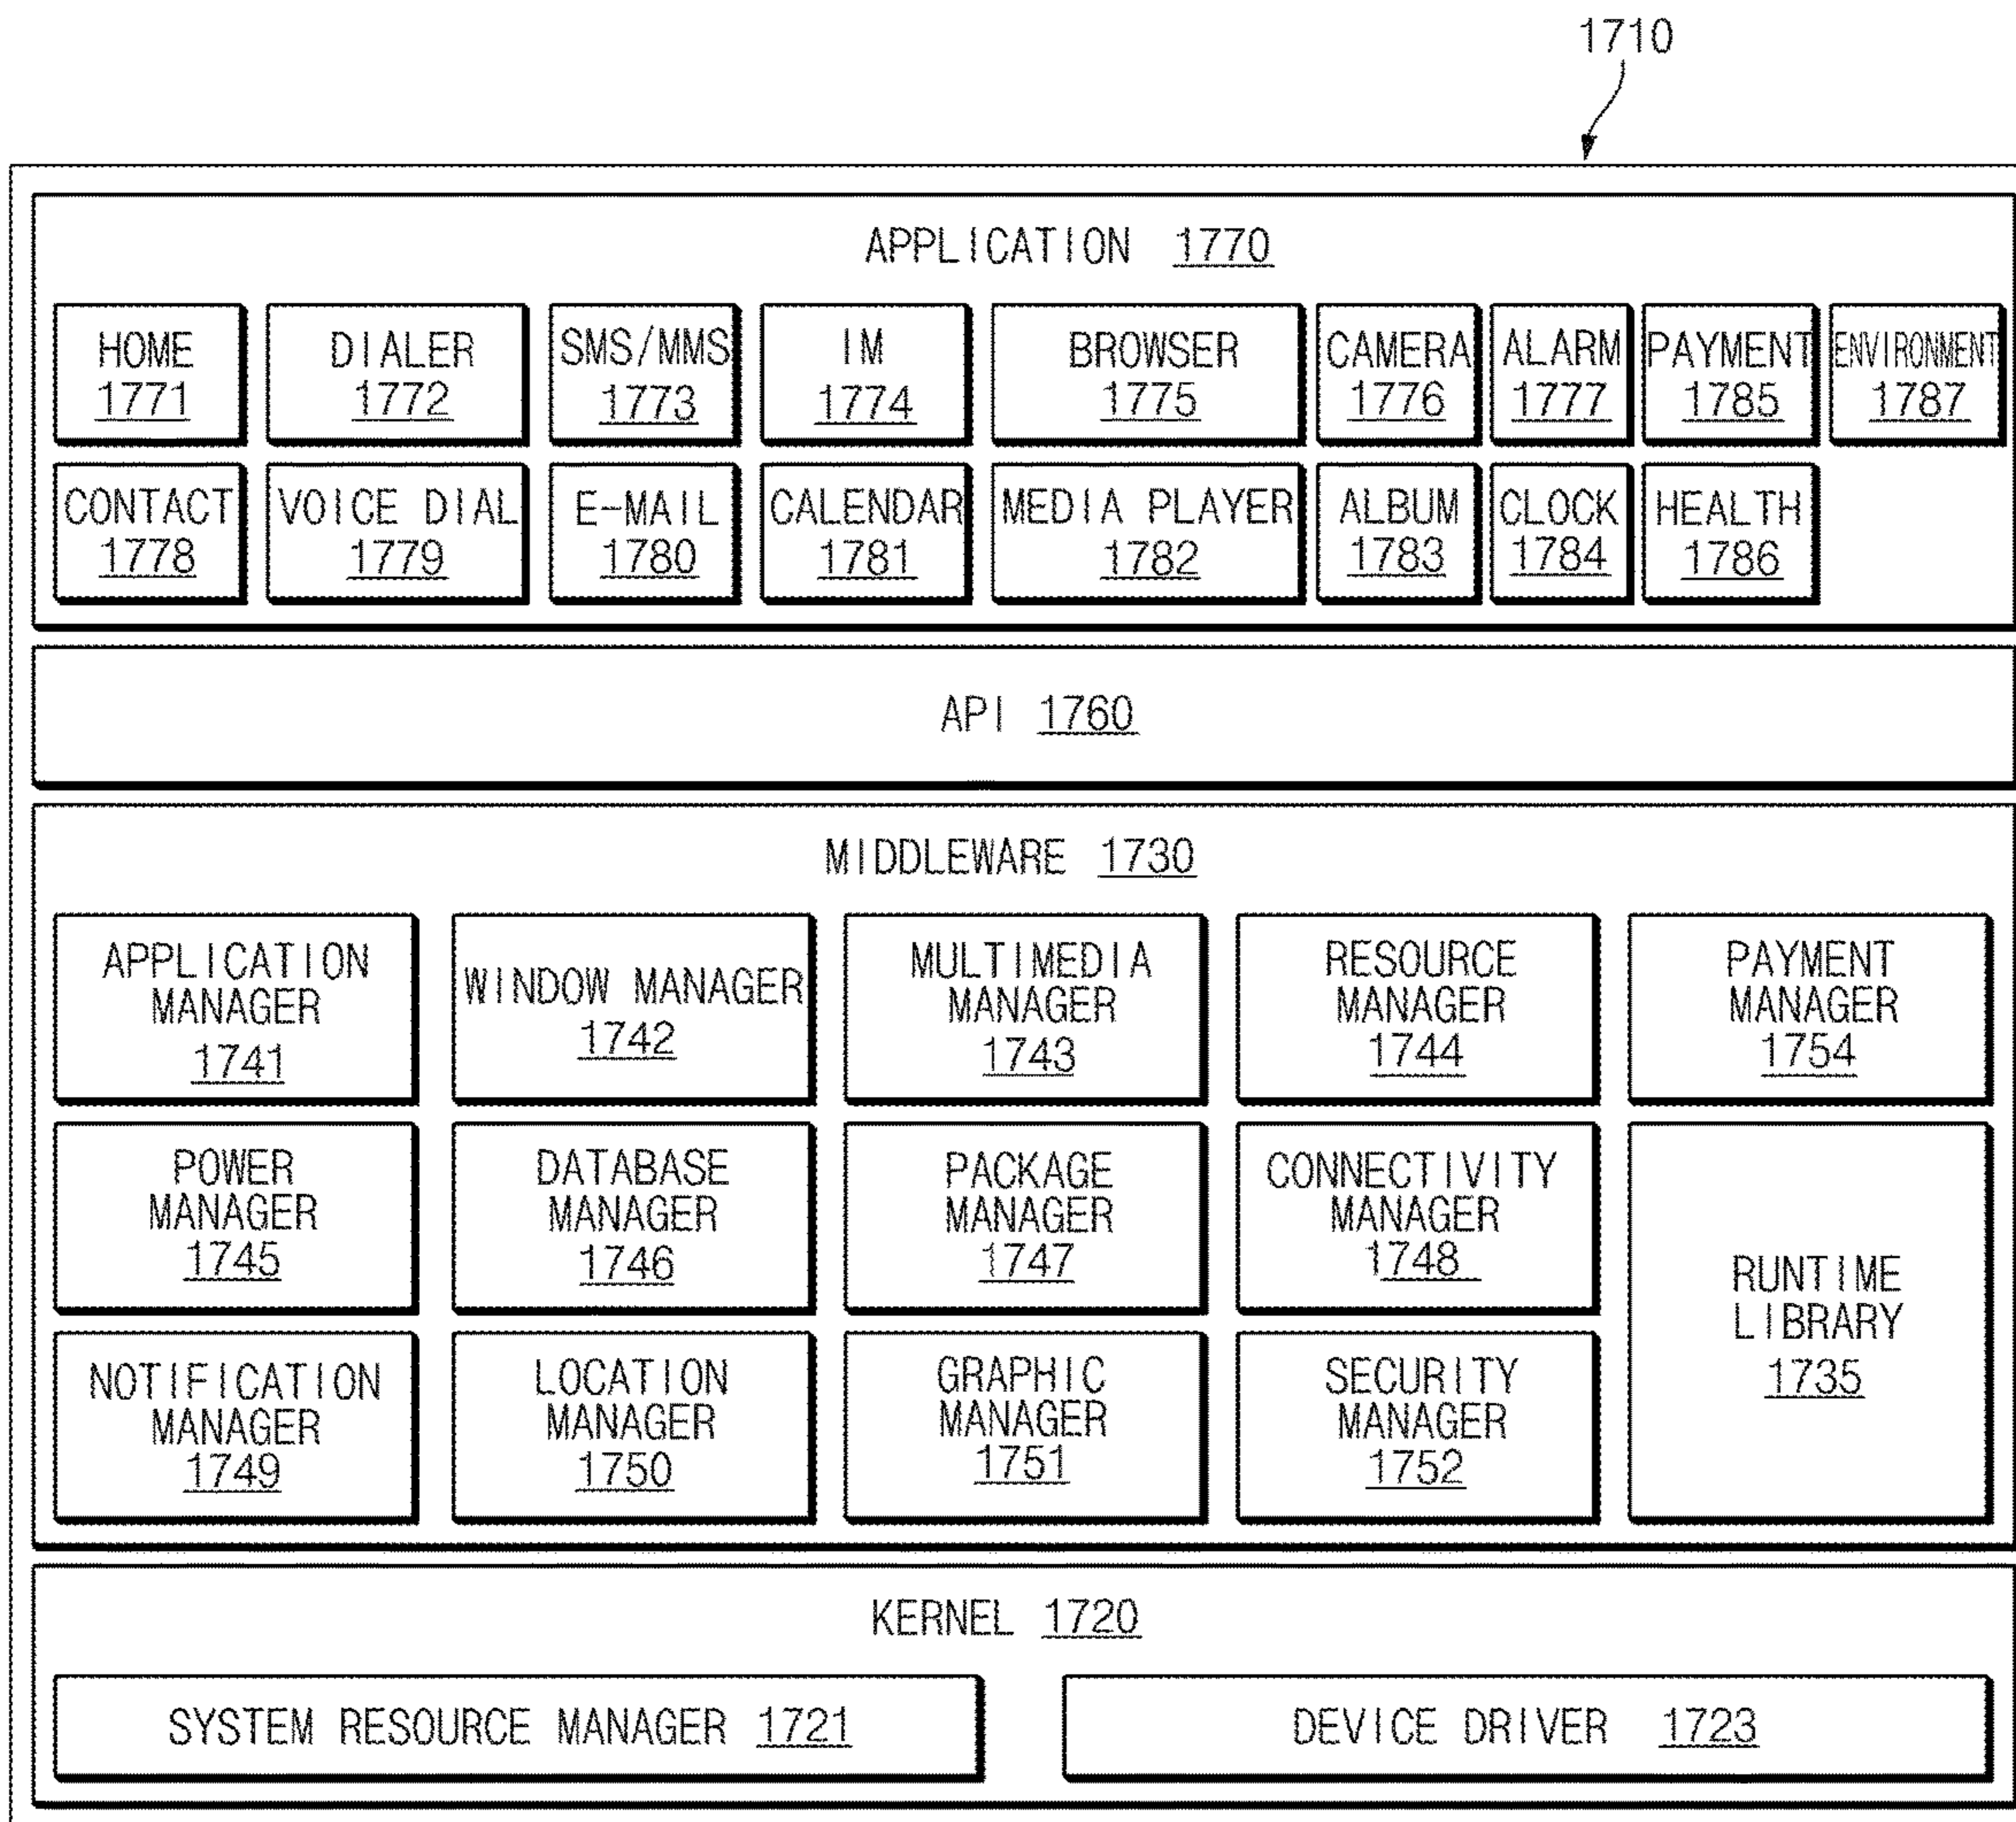 1710
APPLICATION 1770
HOME
1771
DIALER
1772
SMS/MMS
1773
IM
1774
BROWSER
1775
CAMERA
1776
ALARM
1777
PAYMENT
1785
ENVIRONMENT
1787
CONTACT
1778
VOICE DIAL
1779
E-MAIL
1780
CALENDAR
1781
MEDIA PLAYER
1782
ALBUM
1783
CLOCK
1784
HEALTH
1786
API 1760
MIDDLEWARE 1730
APPLICATION
MANAGER
1741
WINDOW MANAGER
1742
MULTIMEDIA
MANAGER
1743
RESOURCE
MANAGER
1744
PAYMENT
MANAGER
1754
POWER
MANAGER
1745
DATABASE
MANAGER
1746
PACKAGE
MANAGER
1747
CONNECTIVITY
MANAGER
1748
RUNTIME
LIBRARY
1735
NOTIFICATION
MANAGER
1749
LOCATION
MANAGER
1750
GRAPHIC
MANAGER
1751
SECURITY
MANAGER
1752
KERNEL 1720
SYSTEM RESOURCE MANAGER 1721
DEVICE DRIVER 1723